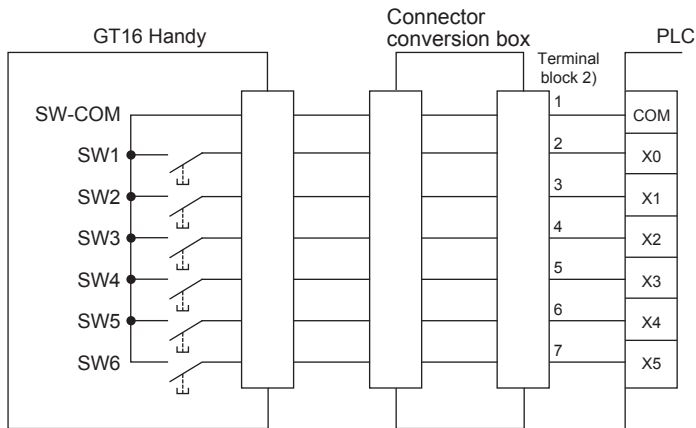 GT16 Handy
Connector
conversion box
PLC
Terminal
block 2)
SW-COM
1
COM
SW1
2
X0
SW2
3
X1
SW3
4
X2
SW4
5
X3
SW5
6
X4
SW6
7
X5